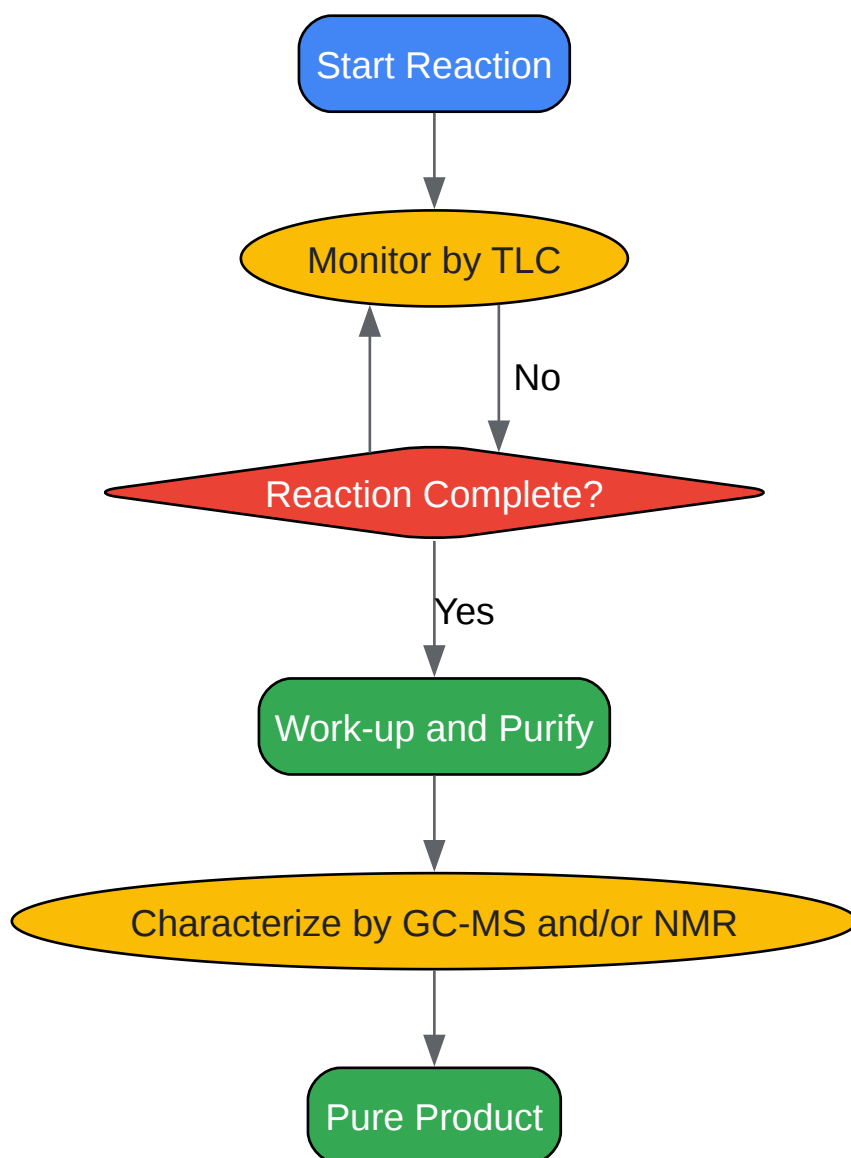 Start Reaction
Monitor by TLC
No
Reaction Complete?
Yes
Work-up and Purify
Characterize by GC-MS and/or NMR
Pure Product